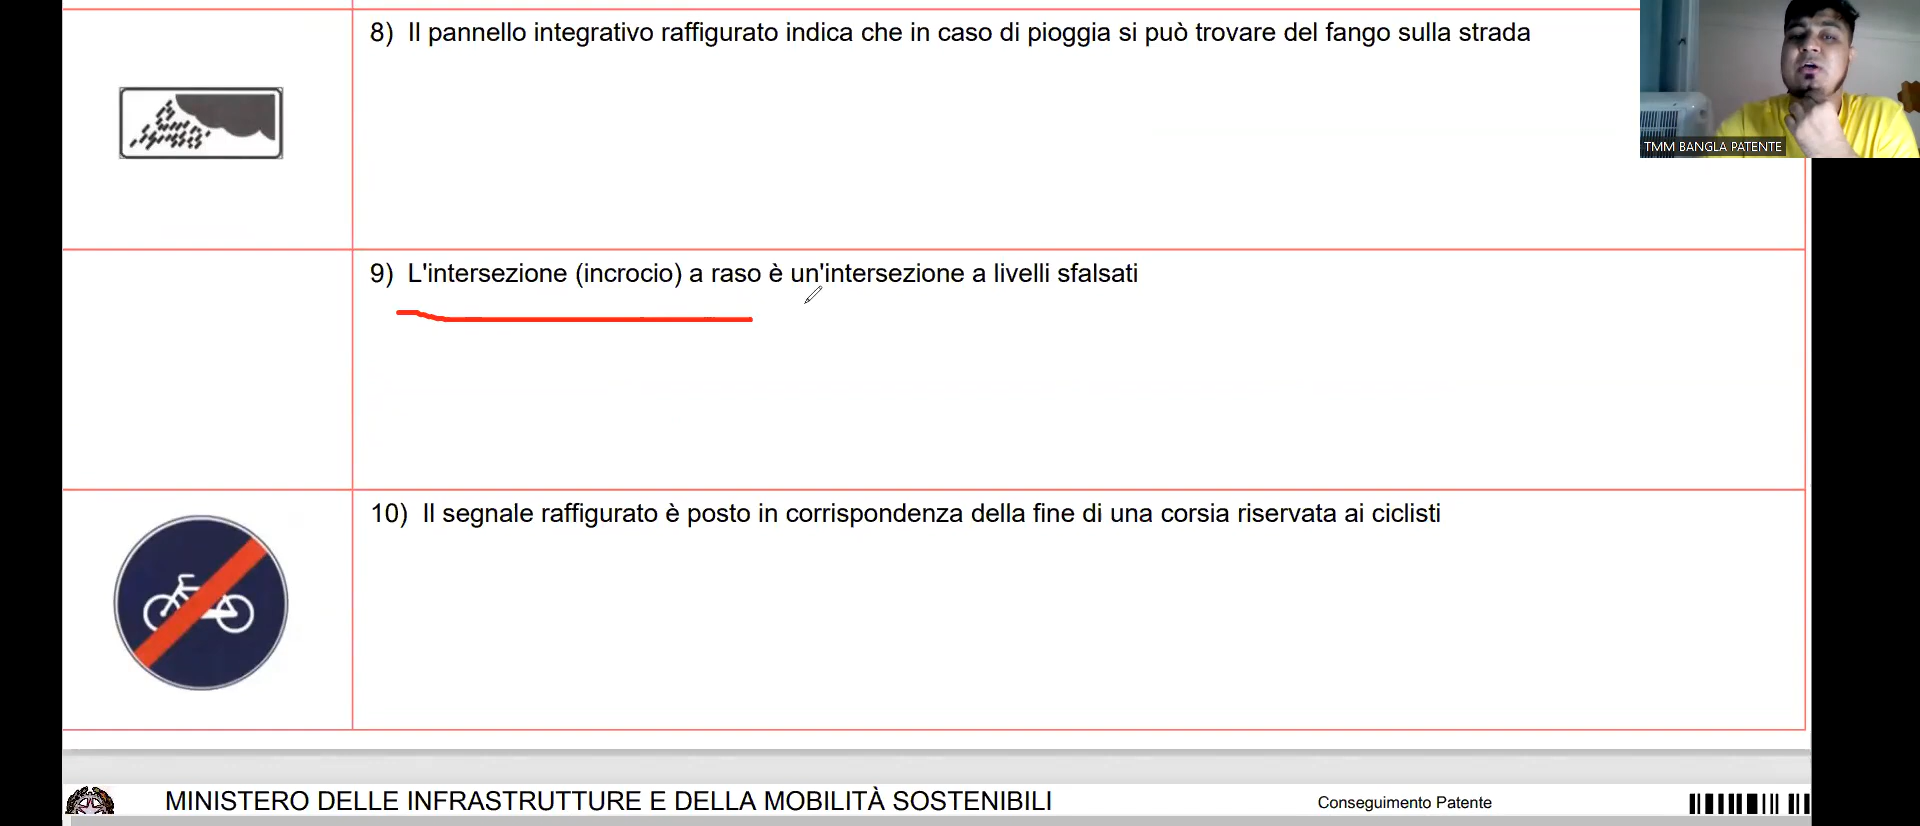 8) Il pannello integrativo raffigurato indica che in caso di pioggia si può trovare del fango sulla strada
TMM BANGLA PATENTE
9) L'intersezione (incrocio) a raso è un'intersezione a livelli sfalsati
10) Il segnale raffigurato è posto in corrispondenza della fine di una corsia riservata ai ciclisti
MINISTERO DELLE INFRASTRUTTURE E DELLA MOBILITÀ SOSTENIBILI
Conseguimento Patente